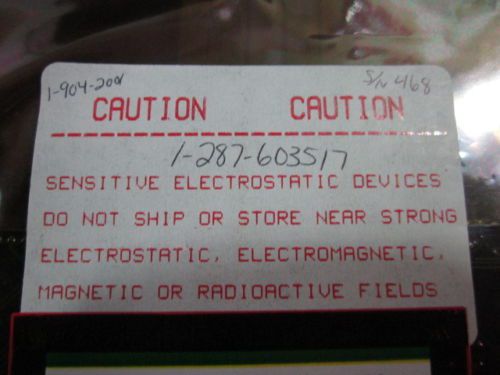 1-904-2001 S/N 468
CAUTION CAUTION
1-287-603517
SENSITIVE ELECTROSTATIC DEVICES
DO NOT SHIP OR STORE NEAR STRONG
ELECTROSTATIC, ELECTROMAGNETIC,
MAGNETIC OR RADIOACTIVE FIELDS